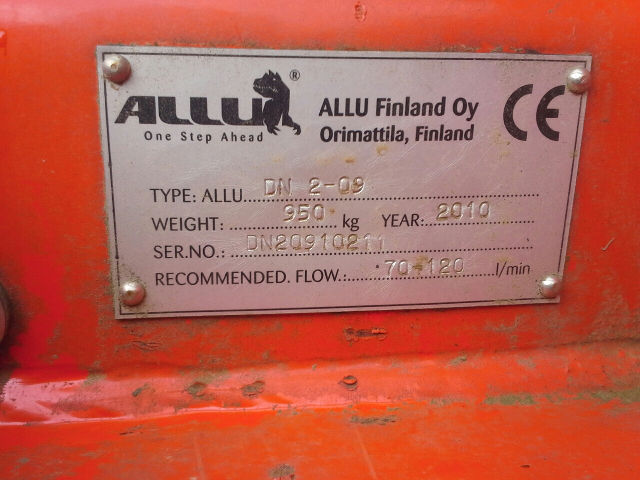 ALLU®
One Step Ahead
ALLU Finland Oy
Orimattila, Finland
CE
TYPE: ALLU DN 2-09
WEIGHT: 950 kg YEAR: 2010
SER.NO.: DN20910211
RECOMMENDED. FLOW.: 70-120 l/min